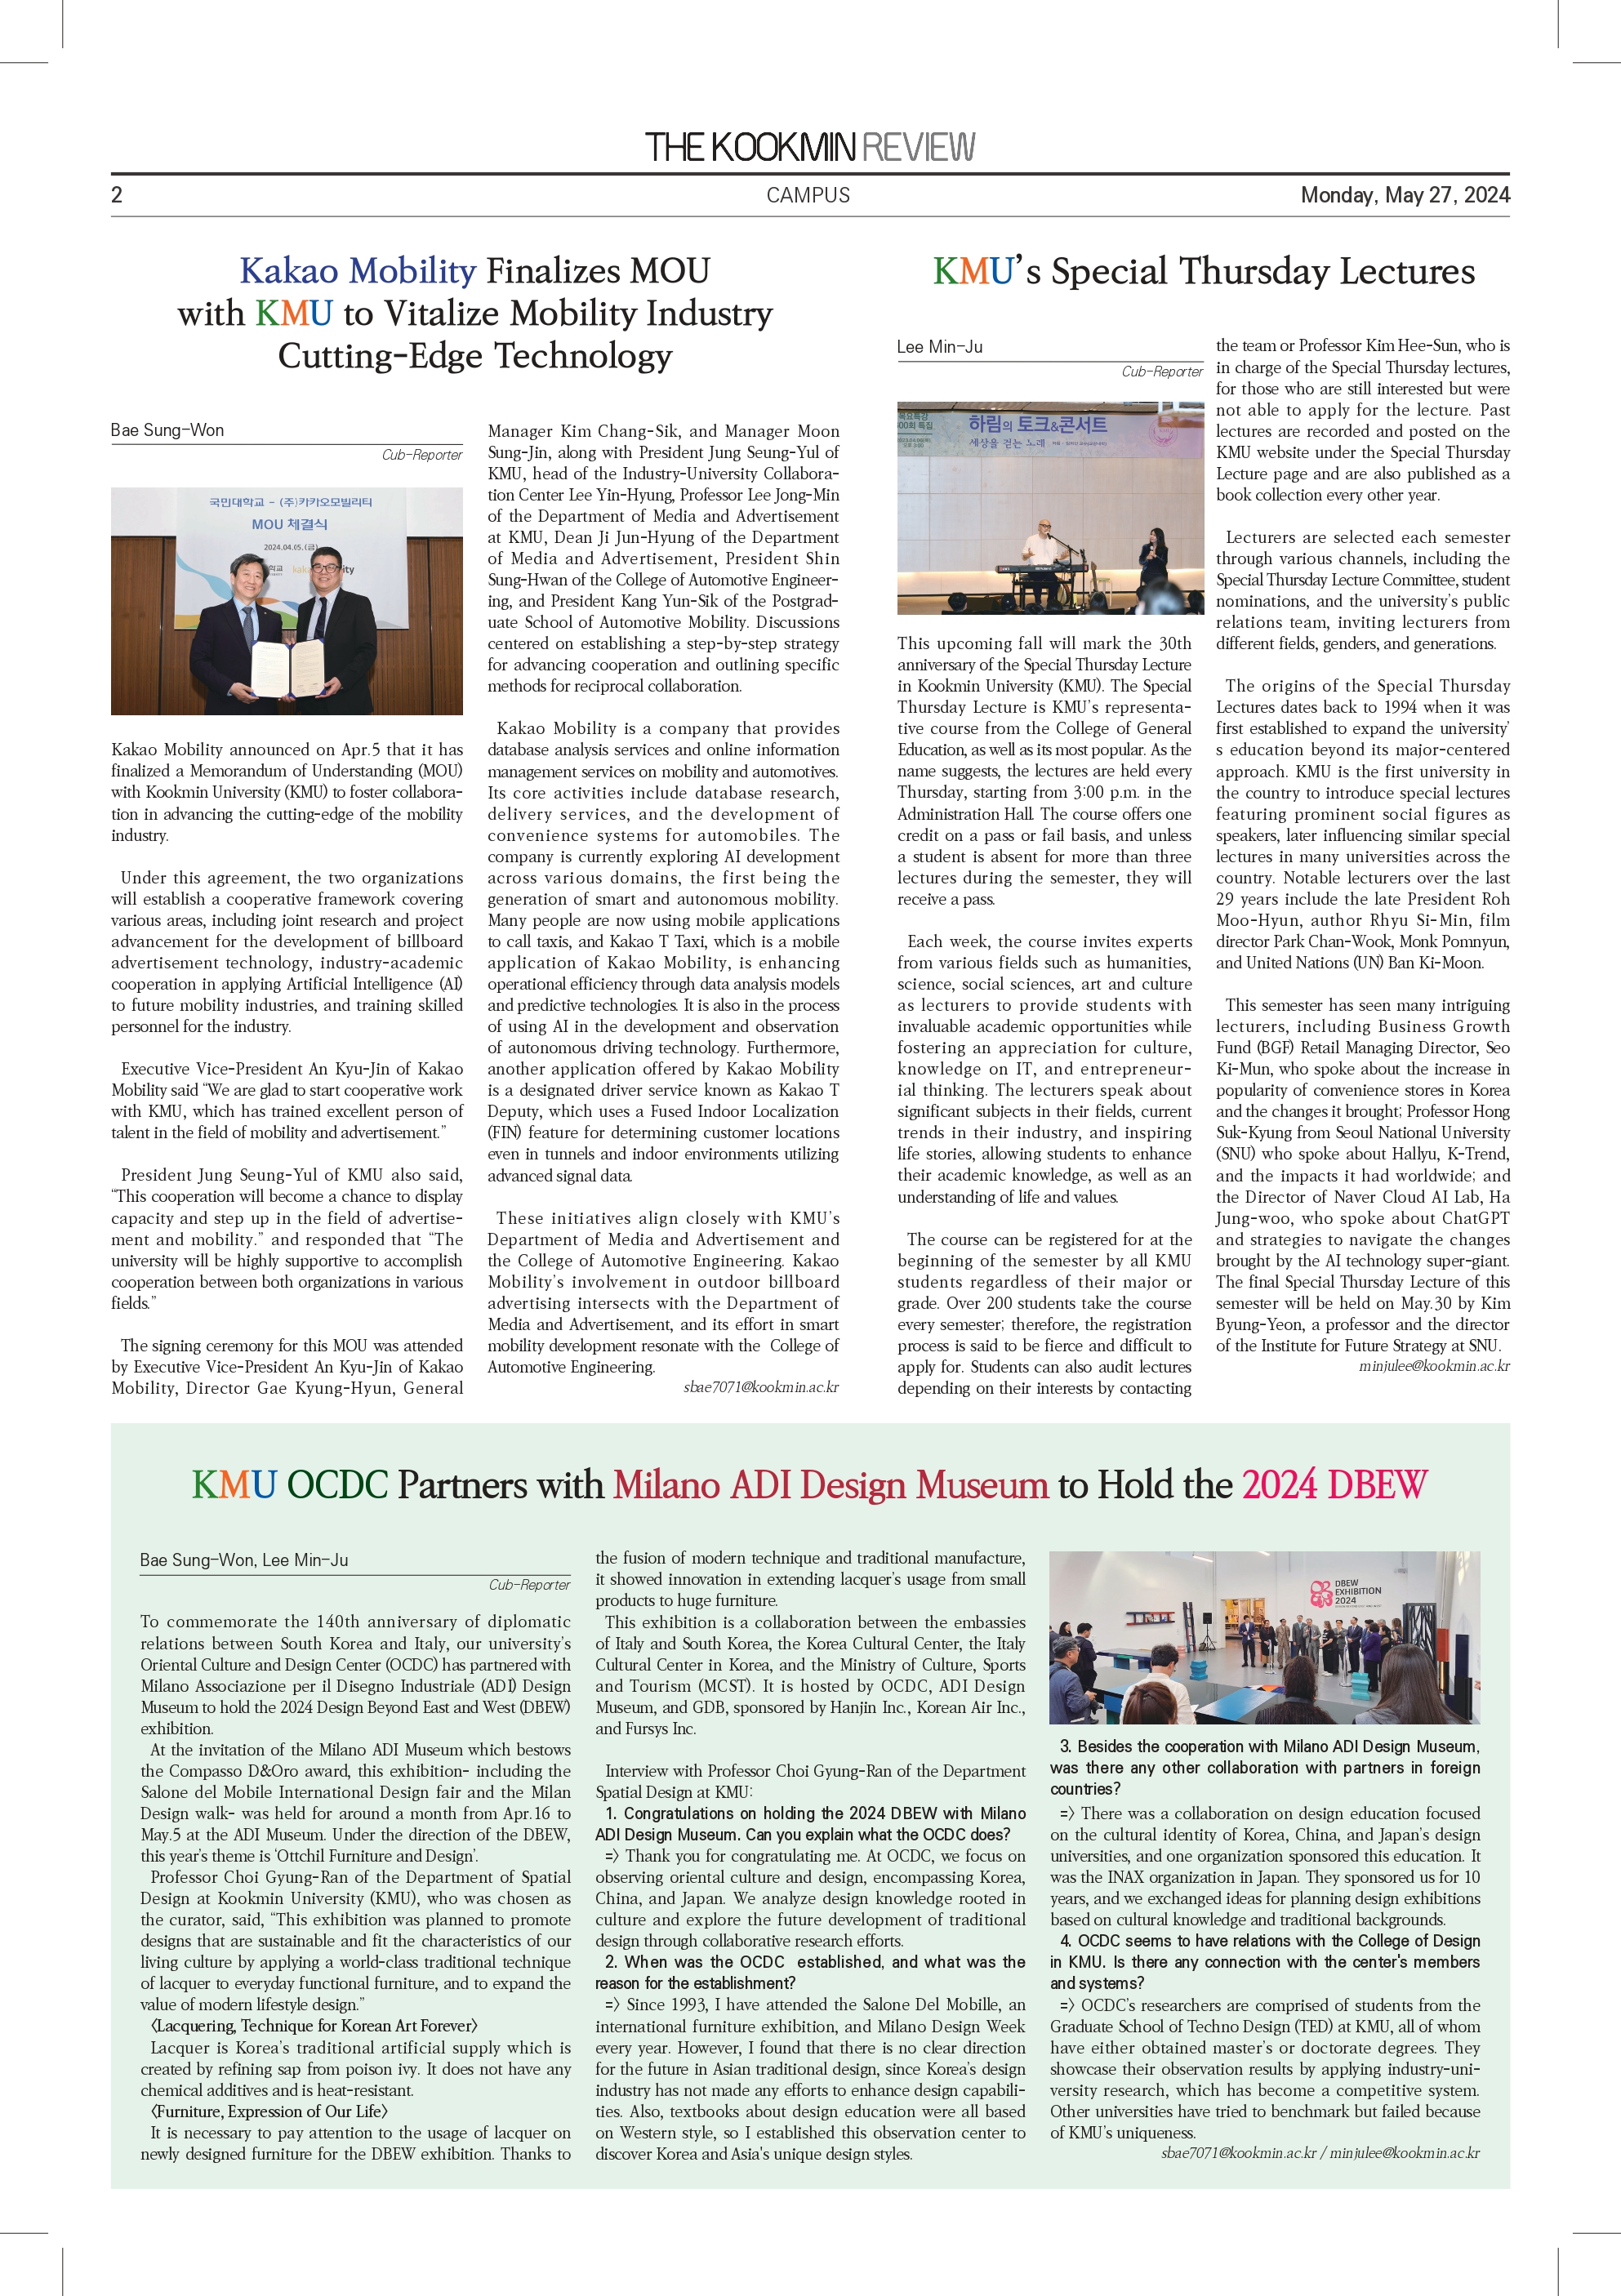 THE KOOKMIN REVIEW
2
CAMPUS
Monday, May 27, 2024
Kakao Mobility Finalizes MOU
with KMU to Vitalize Mobility Industry
Cutting-Edge Technology
Bae Sung-Won
Cub-Reporter
국민대학교 - (주)카카오모빌리티
MOU 체결식
2024.04.05.(금)
Kakao Mobility announced on Apr.5 that it has
finalized a Memorandum of Understanding (MOU)
with Kookmin University (KMU) to foster collabora-
tion in advancing the cutting-edge of the mobility
industry.
Under this agreement, the two organizations
will establish a cooperative framework covering
various areas, including joint research and project
advancement for the development of billboard
advertisement technology, industry-academic
cooperation in applying Artificial Intelligence (AI)
to future mobility industries, and training skilled
personnel for the industry.
Executive Vice-President An Kyu-Jin of Kakao
Mobility said “We are glad to start cooperative work
with KMU, which has trained excellent person of
talent in the field of mobility and advertisement.”
President Jung Seung-Yul of KMU also said,
“This cooperation will become a chance to display
capacity and step up in the field of advertise-
ment and mobility.” and responded that “The
university will be highly supportive to accomplish
cooperation between both organizations in various
fields.”
The signing ceremony for this MOU was attended
by Executive Vice-President An Kyu-Jin of Kakao
Mobility, Director Gae Kyung-Hyun, General
Manager Kim Chang-Sik, and Manager Moon
Sung-Jin, along with President Jung Seung-Yul of
KMU, head of the Industry-University Collabora-
tion Center Lee Yin-Hyung, Professor Lee Jong-Min
of the Department of Media and Advertisement
at KMU, Dean Ji Jun-Hyung of the Department
of Media and Advertisement, President Shin
Sung-Hwan of the College of Automotive Engineer-
ing, and President Kang Yun-Sik of the Postgrad-
uate School of Automotive Mobility. Discussions
centered on establishing a step-by-step strategy
for advancing cooperation and outlining specific
methods for reciprocal collaboration.
Kakao Mobility is a company that provides
database analysis services and online information
management services on mobility and automotives.
Its core activities include database research,
delivery services, and the development of
convenience systems for automobiles. The
company is currently exploring AI development
across various domains, the first being the
generation of smart and autonomous mobility.
Many people are now using mobile applications
to call taxis, and Kakao T Taxi, which is a mobile
application of Kakao Mobility, is enhancing
operational efficiency through data analysis models
and predictive technologies. It is also in the process
of using AI in the development and observation
of autonomous driving technology. Furthermore,
another application offered by Kakao Mobility
is a designated driver service known as Kakao T
Deputy, which uses a Fused Indoor Localization
(FIN) feature for determining customer locations
even in tunnels and indoor environments utilizing
advanced signal data.
These initiatives align closely with KMU’s
Department of Media and Advertisement and
the College of Automotive Engineering. Kakao
Mobility’s involvement in outdoor billboard
advertising intersects with the Department of
Media and Advertisement, and its effort in smart
mobility development resonate with the College of
Automotive Engineering.
sbae7071@kookmin.ac.kr
KMU’s Special Thursday Lectures
Lee Min-Ju
Cub-Reporter
목요특강
하림의 토크&콘서트
세상을 걷는 노래
This upcoming fall will mark the 30th
anniversary of the Special Thursday Lecture
in Kookmin University (KMU). The Special
Thursday Lecture is KMU’s representa-
tive course from the College of General
Education, as well as its most popular. As the
name suggests, the lectures are held every
Thursday, starting from 3:00 p.m. in the
Administration Hall. The course offers one
credit on a pass or fail basis, and unless
a student is absent for more than three
lectures during the semester, they will
receive a pass.
Each week, the course invites experts
from various fields such as humanities,
science, social sciences, art and culture
as lecturers to provide students with
invaluable academic opportunities while
fostering an appreciation for culture,
knowledge on IT, and entrepreneur-
ial thinking. The lecturers speak about
significant subjects in their fields, current
trends in their industry, and inspiring
life stories, allowing students to enhance
their academic knowledge, as well as an
understanding of life and values.
The course can be registered for at the
beginning of the semester by all KMU
students regardless of their major or
grade. Over 200 students take the course
every semester; therefore, the registration
process is said to be fierce and difficult to
apply for. Students can also audit lectures
depending on their interests by contacting
the team or Professor Kim Hee-Sun, who is
in charge of the Special Thursday lectures,
for those who are still interested but were
not able to apply for the lecture. Past
lectures are recorded and posted on the
KMU website under the Special Thursday
Lecture page and are also published as a
book collection every other year.
Lecturers are selected each semester
through various channels, including the
Special Thursday Lecture Committee, student
nominations, and the university’s public
relations team, inviting lecturers from
different fields, genders, and generations.
The origins of the Special Thursday
Lectures dates back to 1994 when it was
first established to expand the university’
s education beyond its major-centered
approach. KMU is the first university in
the country to introduce special lectures
featuring prominent social figures as
speakers, later influencing similar special
lectures in many universities across the
country. Notable lecturers over the last
29 years include the late President Roh
Moo-Hyun, author Rhyu Si-Min, film
director Park Chan-Wook, Monk Pomnyun,
and United Nations (UN) Ban Ki-Moon.
This semester has seen many intriguing
lecturers, including Business Growth
Fund (BGF) Retail Managing Director, Seo
Ki-Mun, who spoke about the increase in
popularity of convenience stores in Korea
and the changes it brought; Professor Hong
Suk-Kyung from Seoul National University
(SNU) who spoke about Hallyu, K-Trend,
and the impacts it had worldwide; and
the Director of Naver Cloud AI Lab, Ha
Jung-woo, who spoke about ChatGPT
and strategies to navigate the changes
brought by the AI technology super-giant.
The final Special Thursday Lecture of this
semester will be held on May.30 by Kim
Byung-Yeon, a professor and the director
of the Institute for Future Strategy at SNU.
minjulee@kookmin.ac.kr
KMU OCDC Partners with Milano ADI Design Museum to Hold the 2024 DBEW
Bae Sung-Won, Lee Min-Ju
Cub-Reporter
To commemorate the 140th anniversary of diplomatic
relations between South Korea and Italy, our university’s
Oriental Culture and Design Center (OCDC) has partnered with
Milano Associazione per il Disegno Industriale (ADI) Design
Museum to hold the 2024 Design Beyond East and West (DBEW)
exhibition.
At the invitation of the Milano ADI Museum which bestows
the Compasso D&Oro award, this exhibition- including the
Salone del Mobile International Design fair and the Milan
Design walk- was held for around a month from Apr.16 to
May.5 at the ADI Museum. Under the direction of the DBEW,
this year’s theme is ‘Ottchil Furniture and Design’.
Professor Choi Gyung-Ran of the Department of Spatial
Design at Kookmin University (KMU), who was chosen as
the curator, said, “This exhibition was planned to promote
designs that are sustainable and fit the characteristics of our
living culture by applying a world-class traditional technique
of lacquer to everyday functional furniture, and to expand the
value of modern lifestyle design.”
〈Lacquering, Technique for Korean Art Forever〉
Lacquer is Korea’s traditional artificial supply which is
created by refining sap from poison ivy. It does not have any
chemical additives and is heat-resistant.
〈Furniture, Expression of Our Life〉
It is necessary to pay attention to the usage of lacquer on
newly designed furniture for the DBEW exhibition. Thanks to
the fusion of modern technique and traditional manufacture,
it showed innovation in extending lacquer’s usage from small
products to huge furniture.
This exhibition is a collaboration between the embassies
of Italy and South Korea, the Korea Cultural Center, the Italy
Cultural Center in Korea, and the Ministry of Culture, Sports
and Tourism (MCST). It is hosted by OCDC, ADI Design
Museum, and GDB, sponsored by Hanjin Inc., Korean Air Inc.,
and Fursys Inc.
Interview with Professor Choi Gyung-Ran of the Department
Spatial Design at KMU:
1. Congratulations on holding the 2024 DBEW with Milano
ADI Design Museum. Can you explain what the OCDC does?
=〉 Thank you for congratulating me. At OCDC, we focus on
observing oriental culture and design, encompassing Korea,
China, and Japan. We analyze design knowledge rooted in
culture and explore the future development of traditional
design through collaborative research efforts.
2. When was the OCDC established, and what was the
reason for the establishment?
=〉 Since 1993, I have attended the Salone Del Mobille, an
international furniture exhibition, and Milano Design Week
every year. However, I found that there is no clear direction
for the future in Asian traditional design, since Korea’s design
industry has not made any efforts to enhance design capabili-
ties. Also, textbooks about design education were all based
on Western style, so I established this observation center to
discover Korea and Asia's unique design styles.
DBEW
EXHIBITION
2024
3. Besides the cooperation with Milano ADI Design Museum,
was there any other collaboration with partners in foreign
countries?
=〉 There was a collaboration on design education focused
on the cultural identity of Korea, China, and Japan’s design
universities, and one organization sponsored this education. It
was the INAX organization in Japan. They sponsored us for 10
years, and we exchanged ideas for planning design exhibitions
based on cultural knowledge and traditional backgrounds.
4. OCDC seems to have relations with the College of Design
in KMU. Is there any connection with the center's members
and systems?
=〉 OCDC’s researchers are comprised of students from the
Graduate School of Techno Design (TED) at KMU, all of whom
have either obtained master’s or doctorate degrees. They
showcase their observation results by applying industry-uni-
versity research, which has become a competitive system.
Other universities have tried to benchmark but failed because
of KMU’s uniqueness.
sbae7071@kookmin.ac.kr / minjulee@kookmin.ac.kr